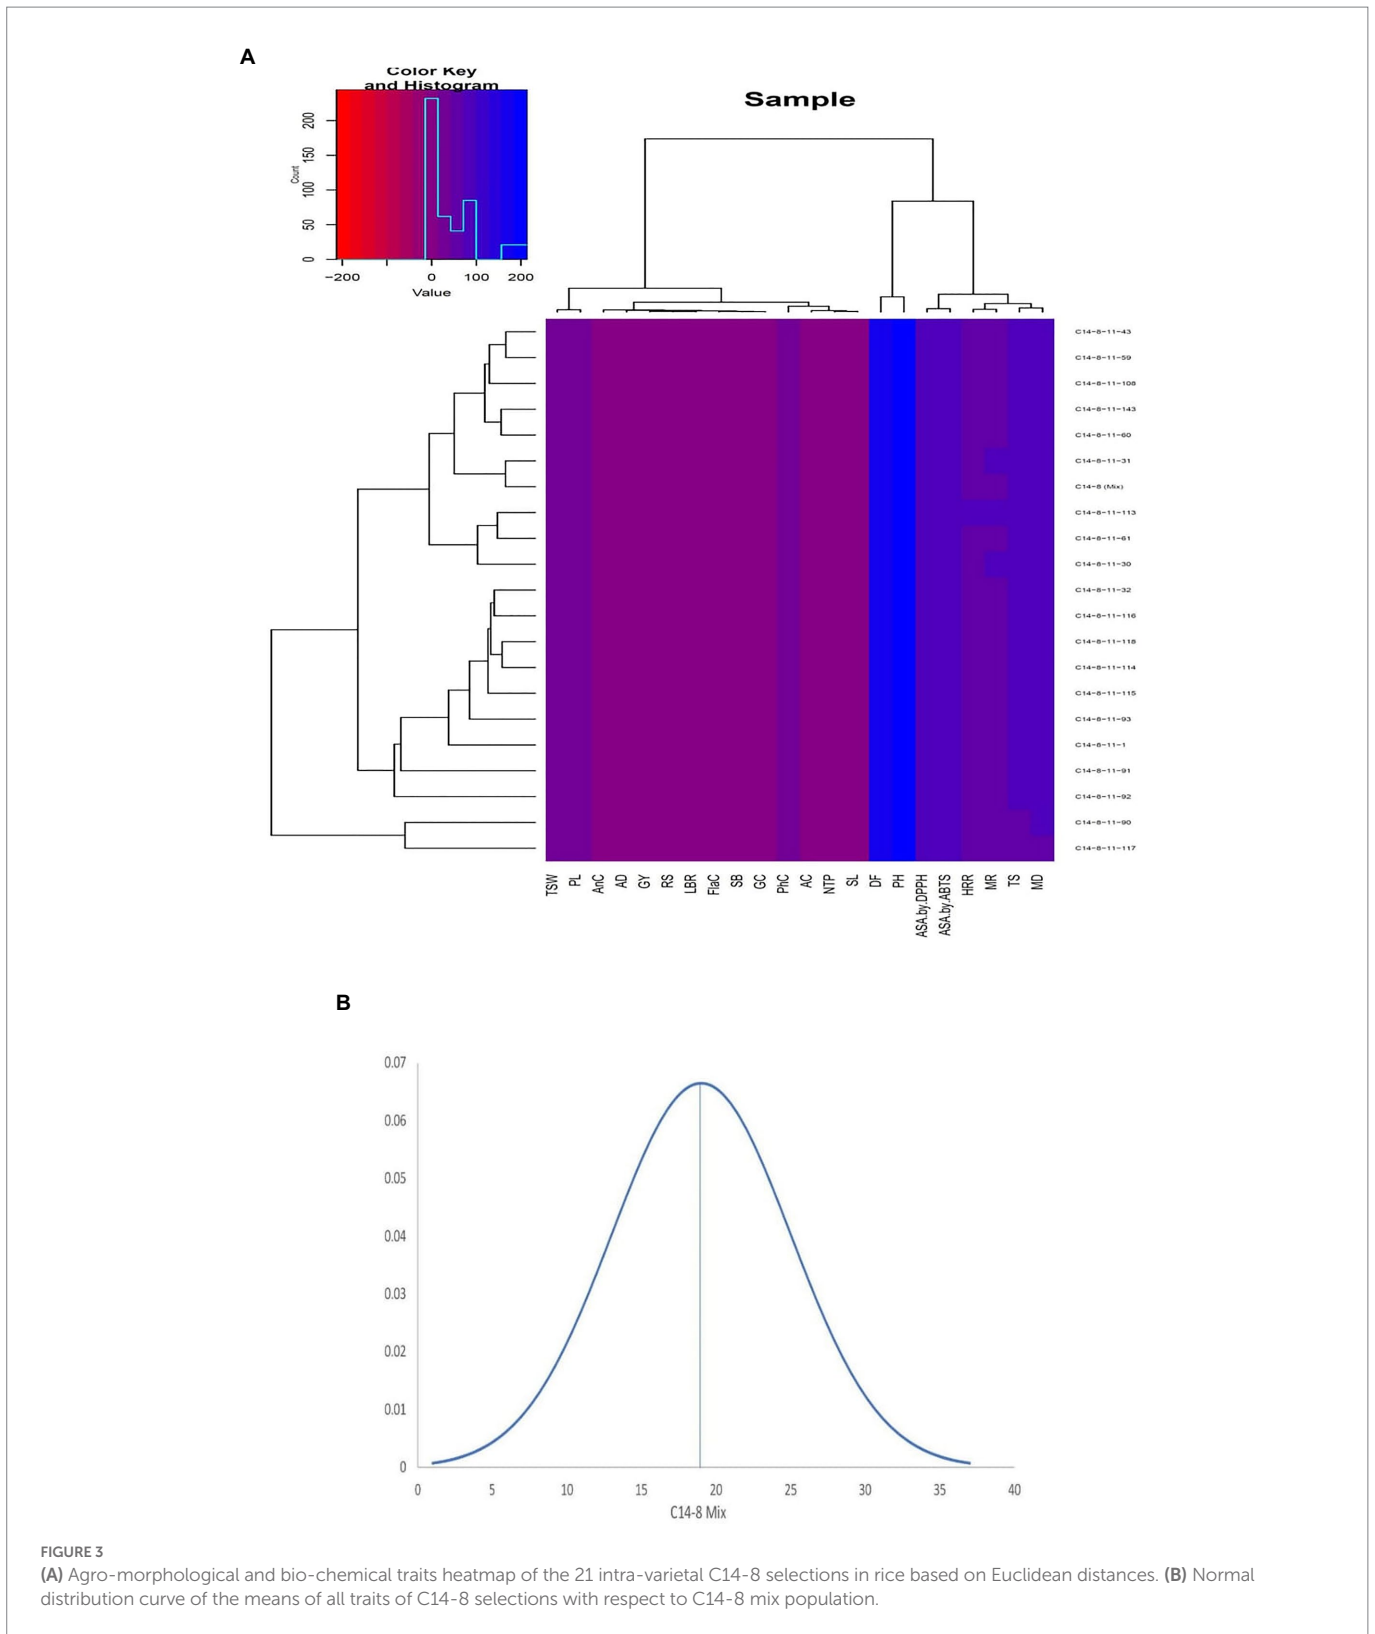 A
Color Key
and Histogram
Sample
Count
0 50 100 150 200
−200 0 100 200
Value
C14−8−11−43
C14−8−11−59
C14−8−11−108
C14−8−11−143
C14−8−11−60
C14−8−11−31
C14−8 (Mix)
C14−8−11−113
C14−8−11−61
C14−8−11−30
C14−8−11−32
C14−8−11−116
C14−8−11−118
C14−8−11−114
C14−8−11−115
C14−8−11−93
C14−8−11−1
C14−8−11−91
C14−8−11−92
C14−8−11−90
C14−8−11−117
TSW PL AnC AD GY RS LBR FlaC SB GC PhC AC NTP SL DF PH ASA.by.DPPH ASA.by.ABTS HRR MR TS MD
B
0.07
0.06
0.05
0.04
0.03
0.02
0.01
0
0 5 10 15 20 25 30 35 40
C14-8 Mix
FIGURE 3
(A) Agro-morphological and bio-chemical traits heatmap of the 21 intra-varietal C14-8 selections in rice based on Euclidean distances. (B) Normal
distribution curve of the means of all traits of C14-8 selections with respect to C14-8 mix population.